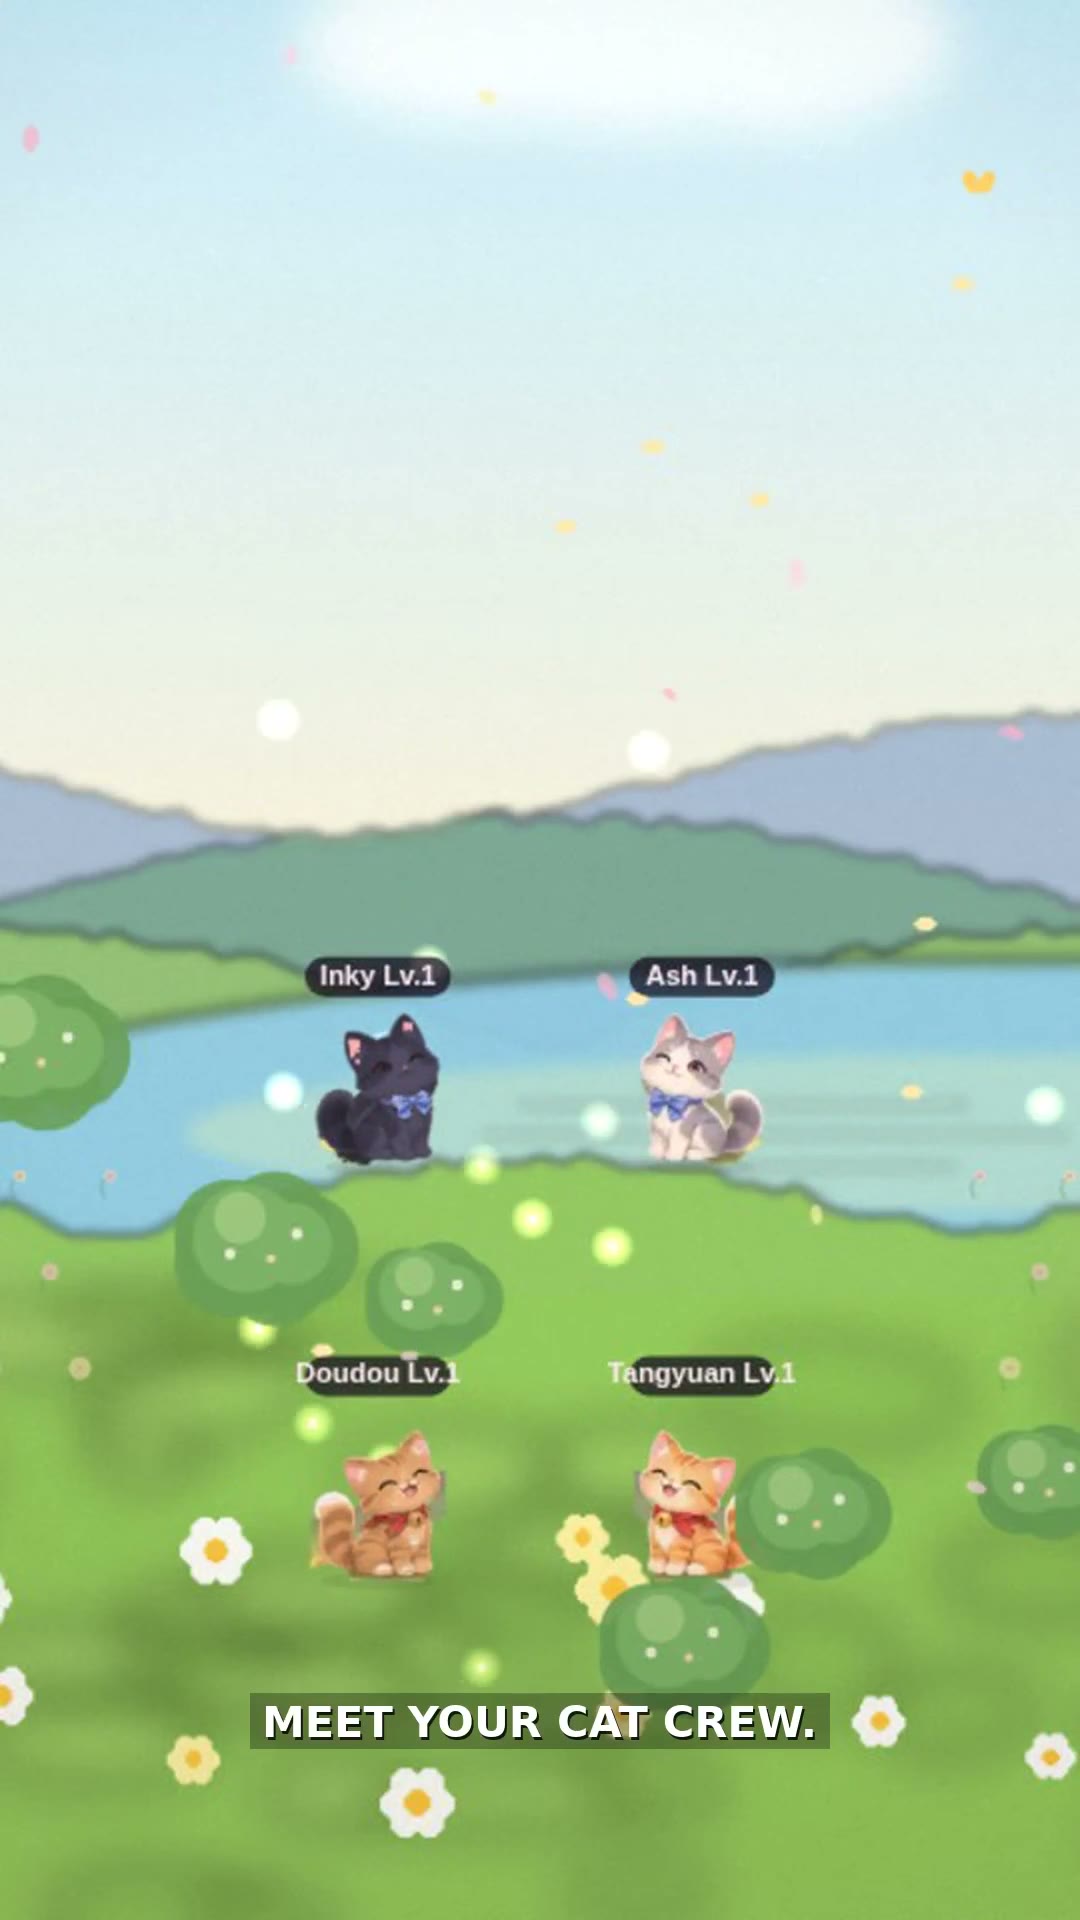 Inky Lv.1
Ash Lv.1
Doudou Lv.1
Tangyuan Lv.1
MEET YOUR CAT CREW.